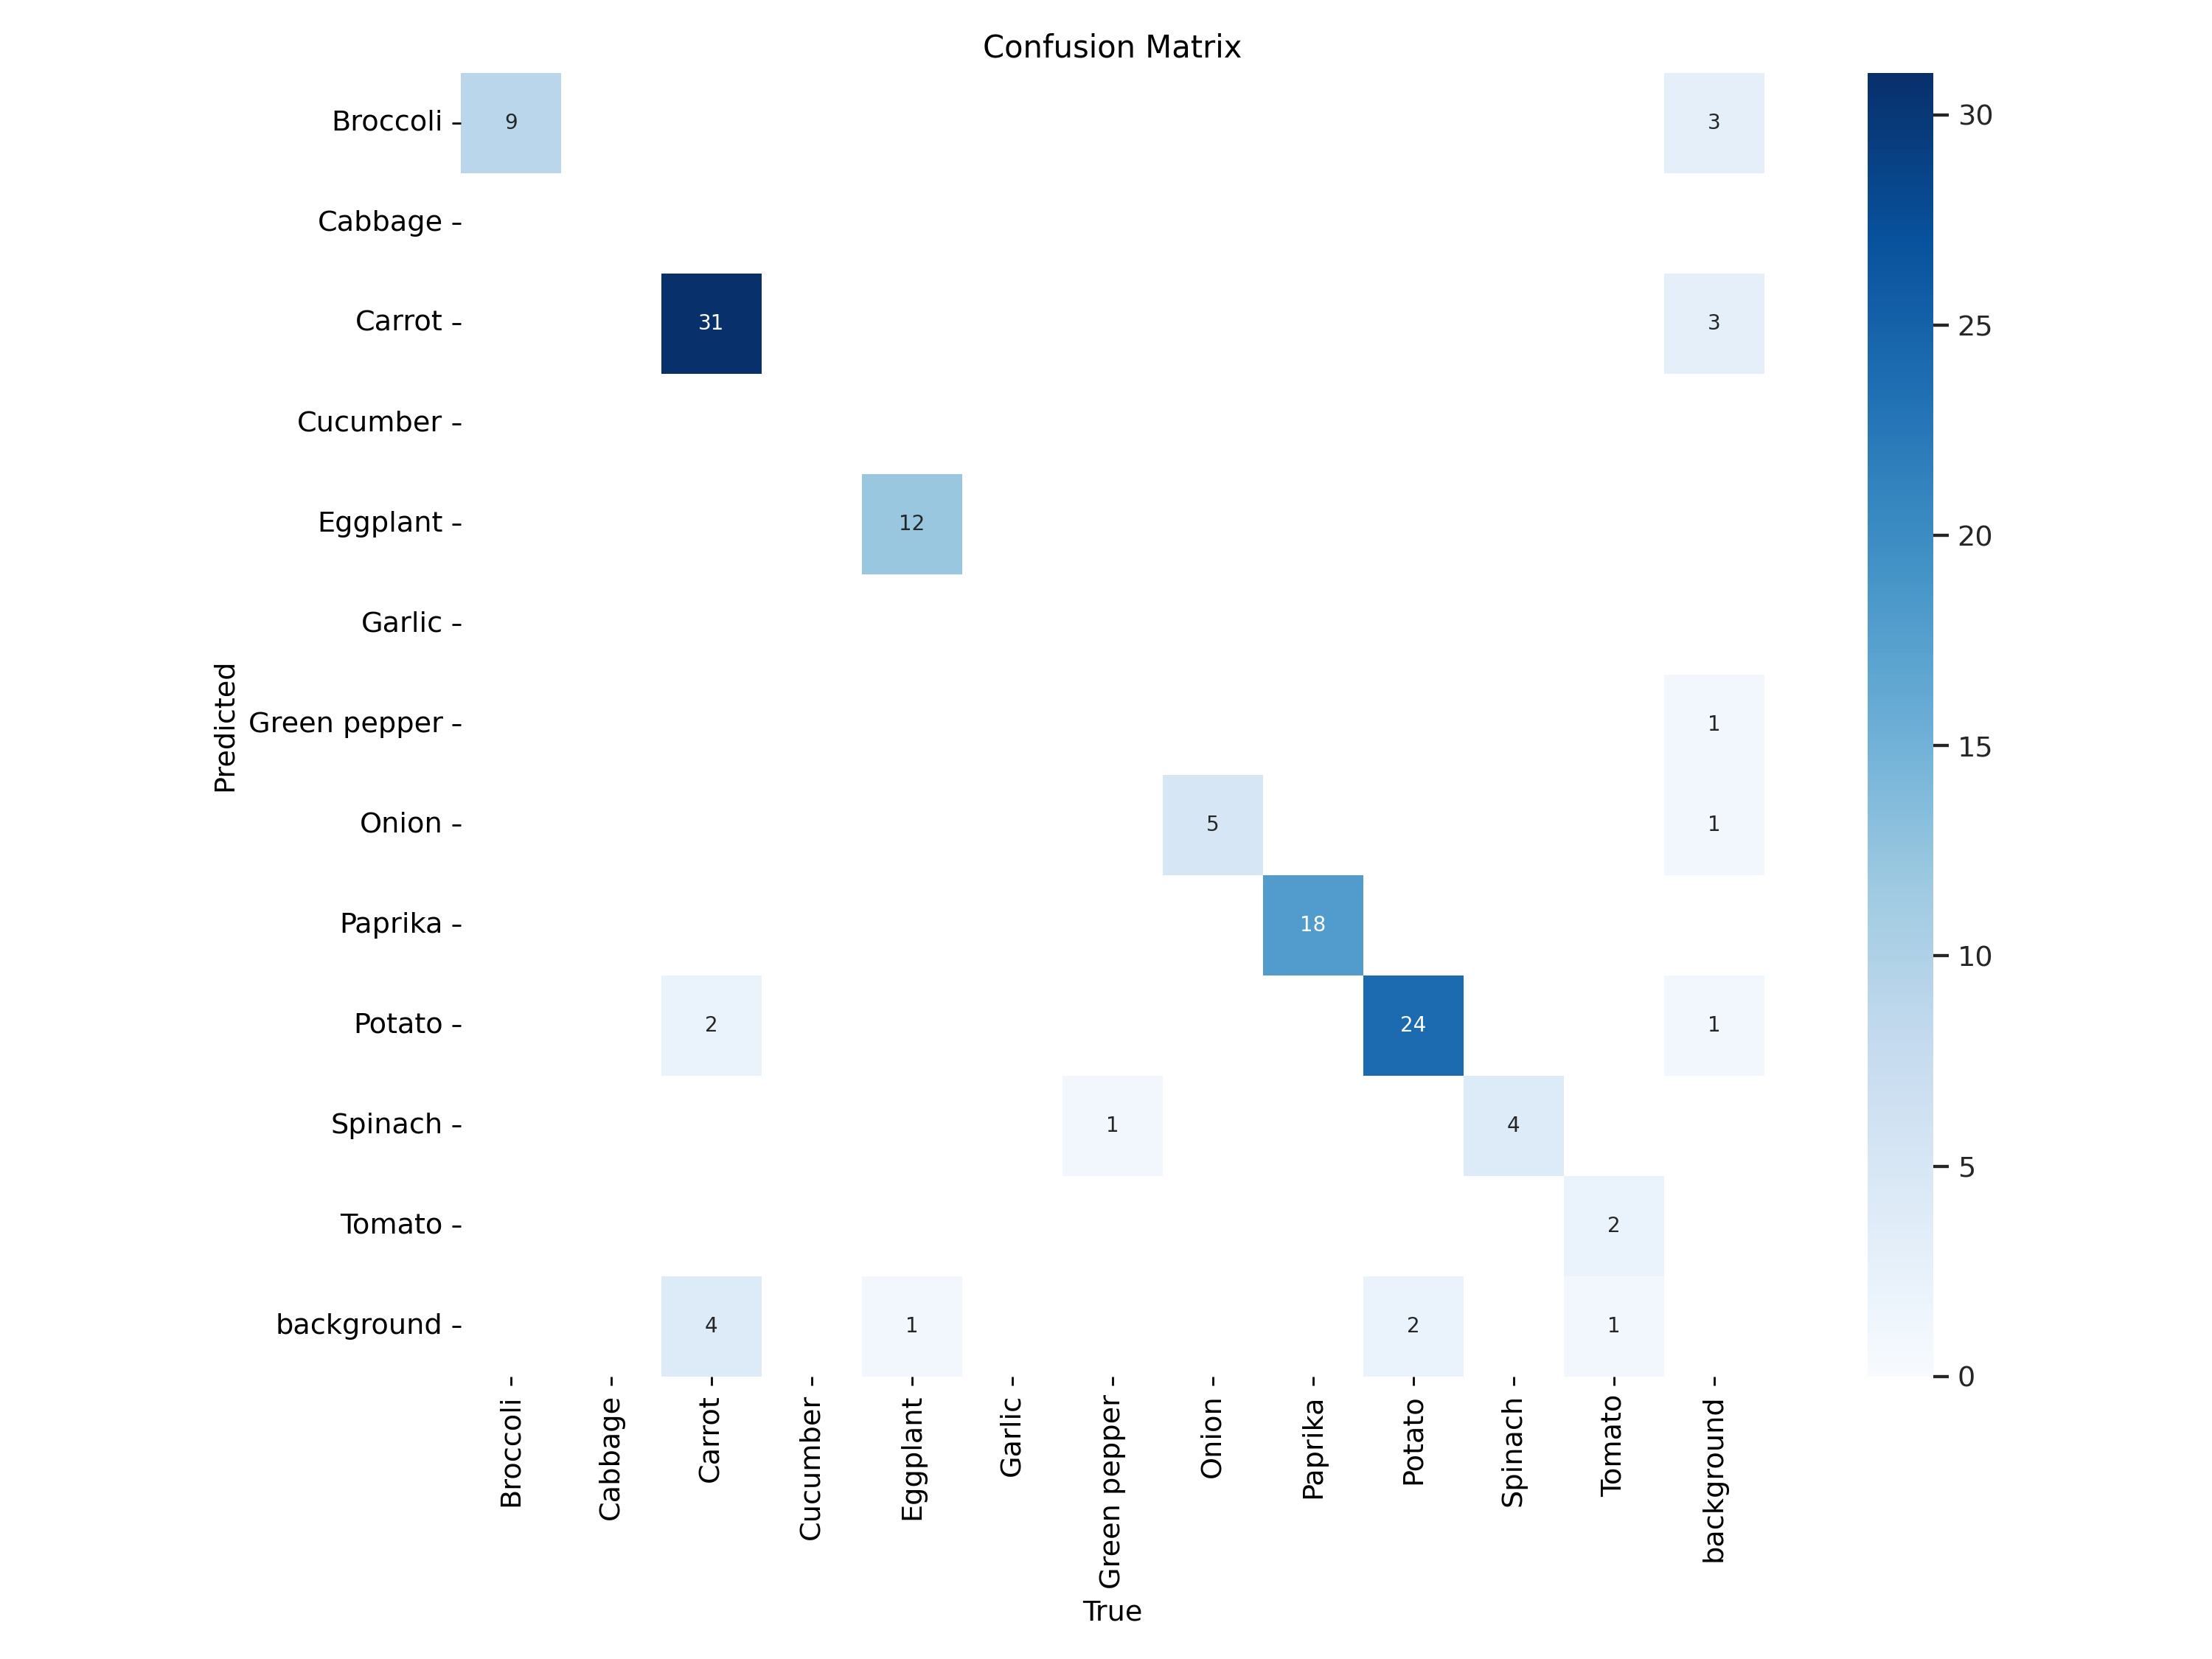 Confusion Matrix
Broccoli 9 3
Cabbage
Carrot 31 3
Cucumber
Eggplant 12
Garlic
Green pepper 1
Onion 5 1
Paprika 18
Potato 2 24 1
Spinach 1 4
Tomato 2
background 4 1 2 1
Predicted
Broccoli
Cabbage
Carrot
Cucumber
Eggplant
Garlic
Green pepper
Onion
Paprika
Potato
Spinach
Tomato
background
True
30
25
20
15
10
5
0